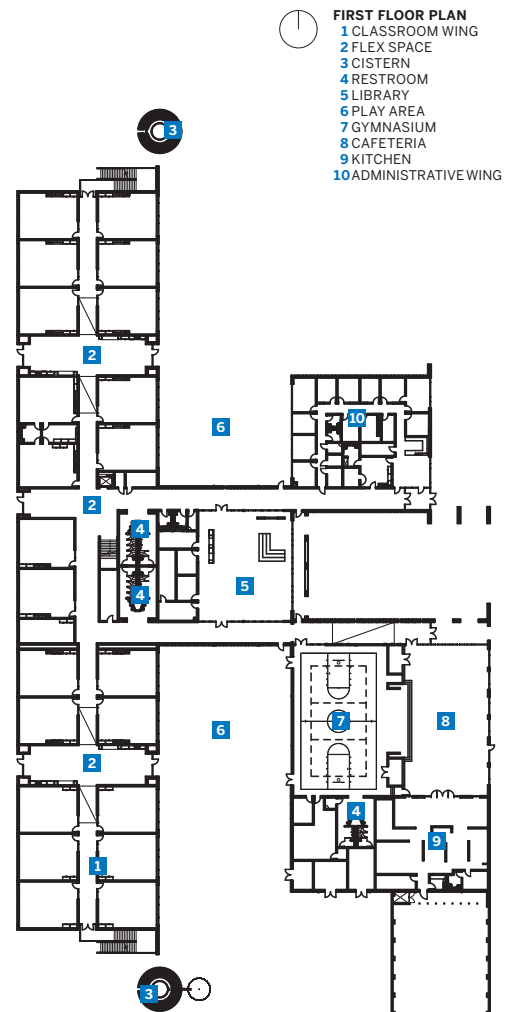 FIRST FLOOR PLAN
1 CLASSROOM WING
2 FLEX SPACE
3 CISTERN
4 RESTROOM
5 LIBRARY
6 PLAY AREA
7 GYMNASIUM
8 CAFETERIA
9 KITCHEN
10 ADMINISTRATIVE WING
3
2
10
6
2
4
5
4
7
8
6
2
4
9
1
3